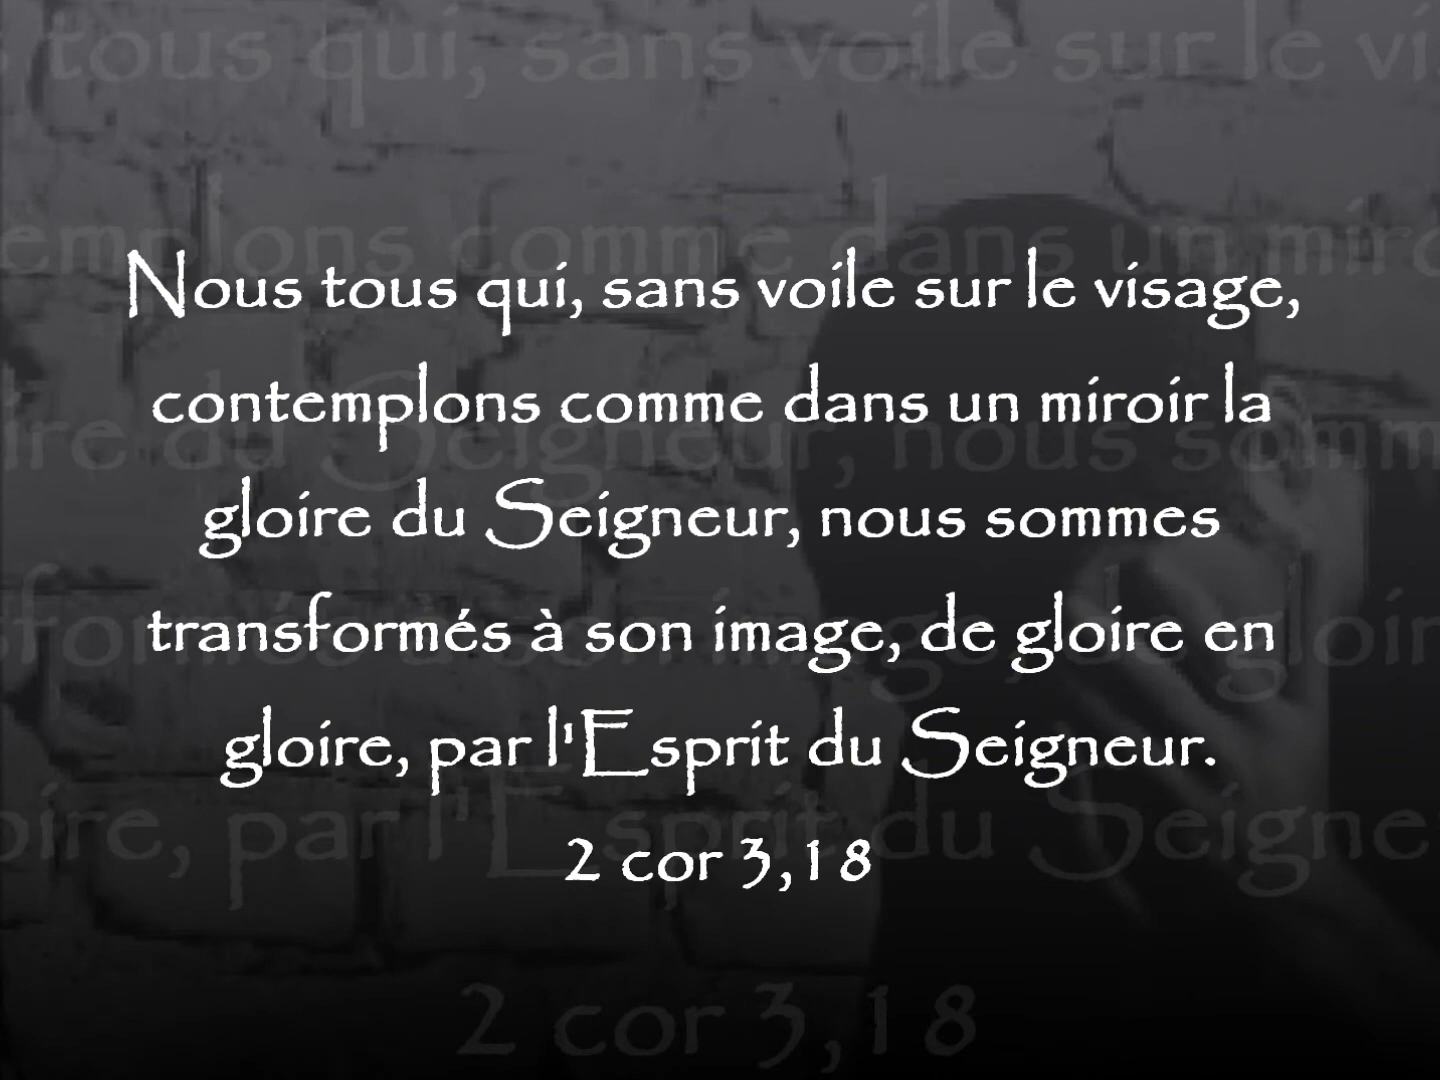 Nous tous qui, sans voile sur le visage,
contemplons comme dans un miroir la
gloire du Seigneur, nous sommes
transformés à son image, de gloire en
gloire, par l'Esprit du Seigneur.
2 cor 3,18